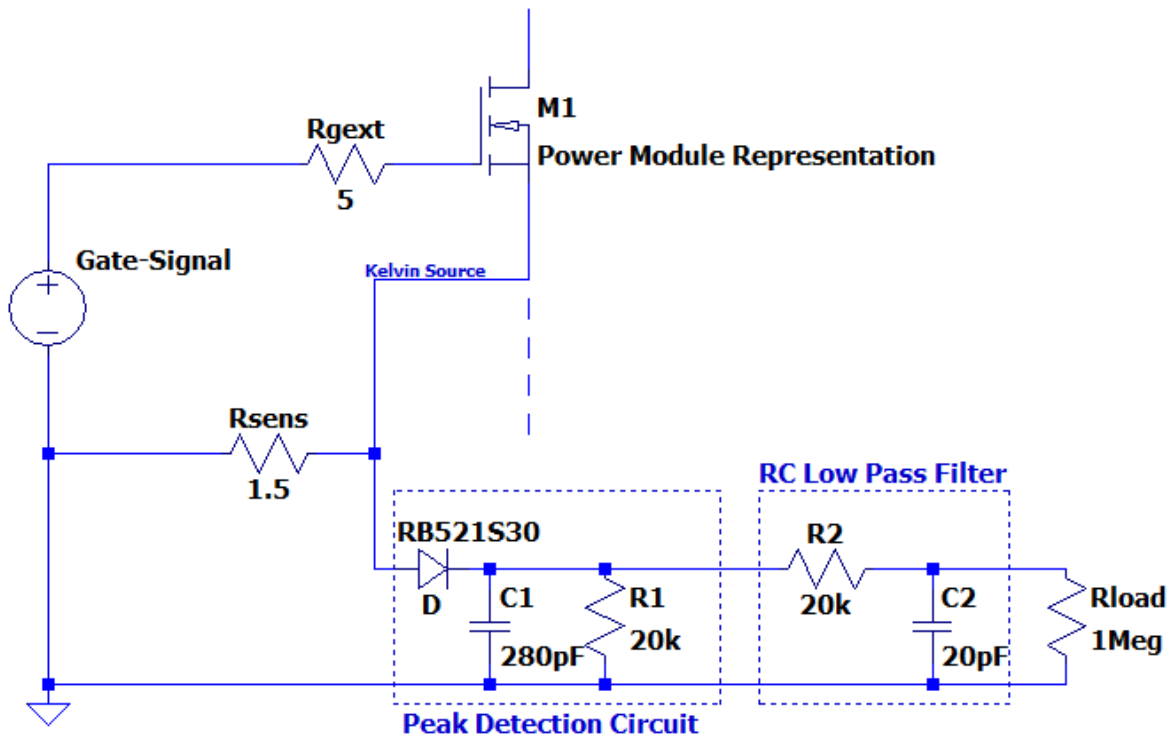 M1
Rgext
Power Module Representation
5
Gate-Signal
+
Kelvin Source
−
Rsens
1.5
RC Low Pass Filter
RB521S30
R2
D
C1
R1
20k
C2
Rload
280pF
20k
20pF
1Meg
Peak Detection Circuit